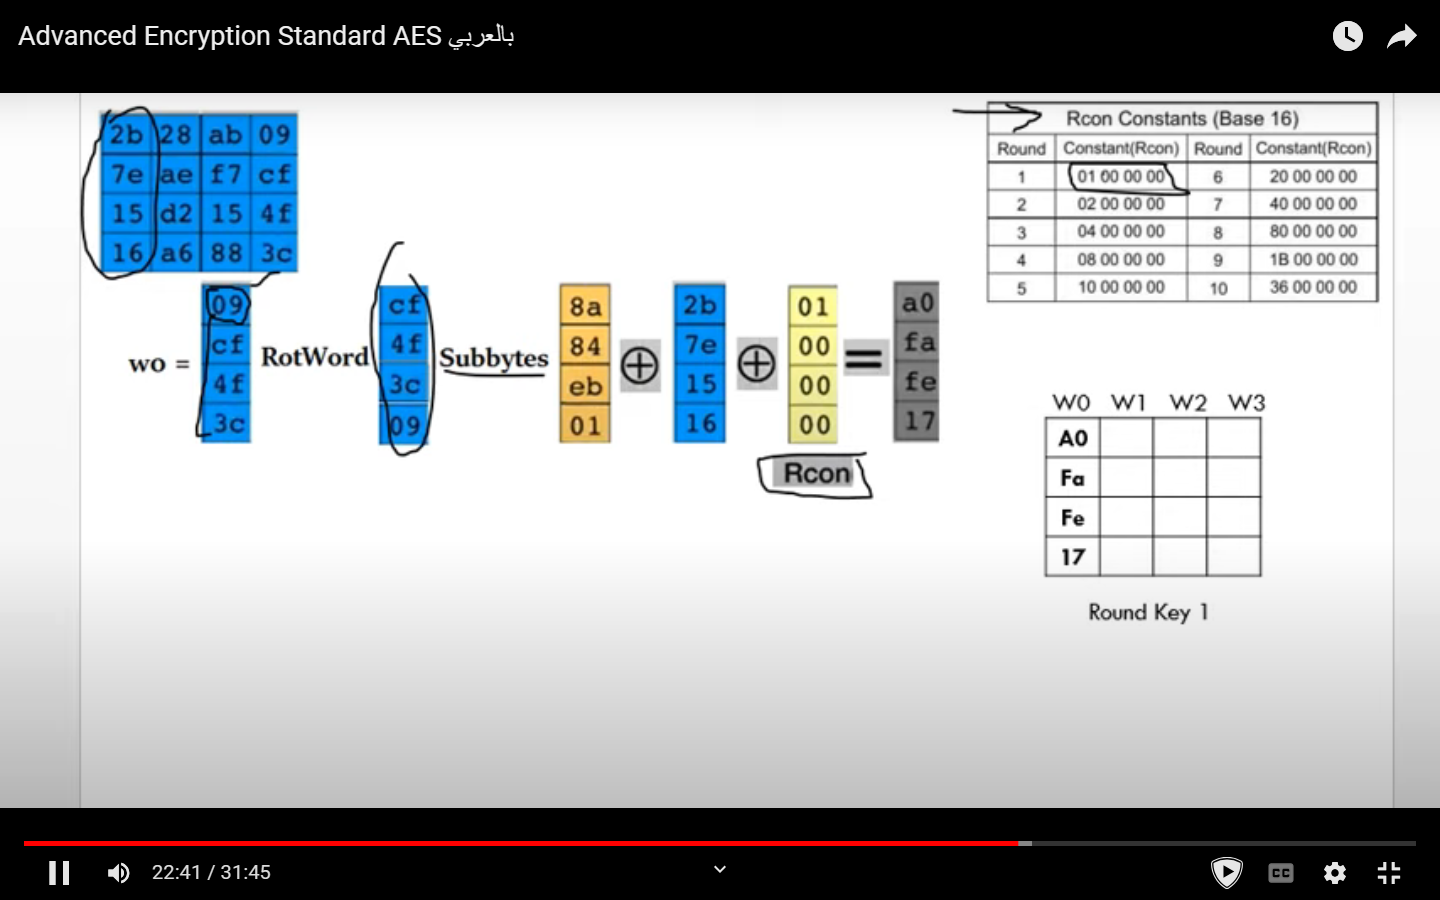 Advanced Encryption Standard AES بالعربي
2b 28 ab 09
7e ae f7 cf
15 d2 15 4f
16 a6 88 3c
Rcon Constants (Base 16)
Round Constant(Rcon) Round Constant(Rcon)
1 01 00 00 00 6 20 00 00 00
2 02 00 00 00 7 40 00 00 00
3 04 00 00 00 8 80 00 00 00
4 08 00 00 00 9 1B 00 00 00
5 10 00 00 00 10 36 00 00 00
wo =
09
cf
4f
3c
RotWord
cf
4f
3c
09
Subbytes
8a
84
eb
01
⊕
2b
7e
15
16
⊕
01
00
00
00
Rcon
=
a0
fa
fe
17
W0 W1 W2 W3
A0
Fa
Fe
17
Round Key 1
22:41 / 31:45
CC